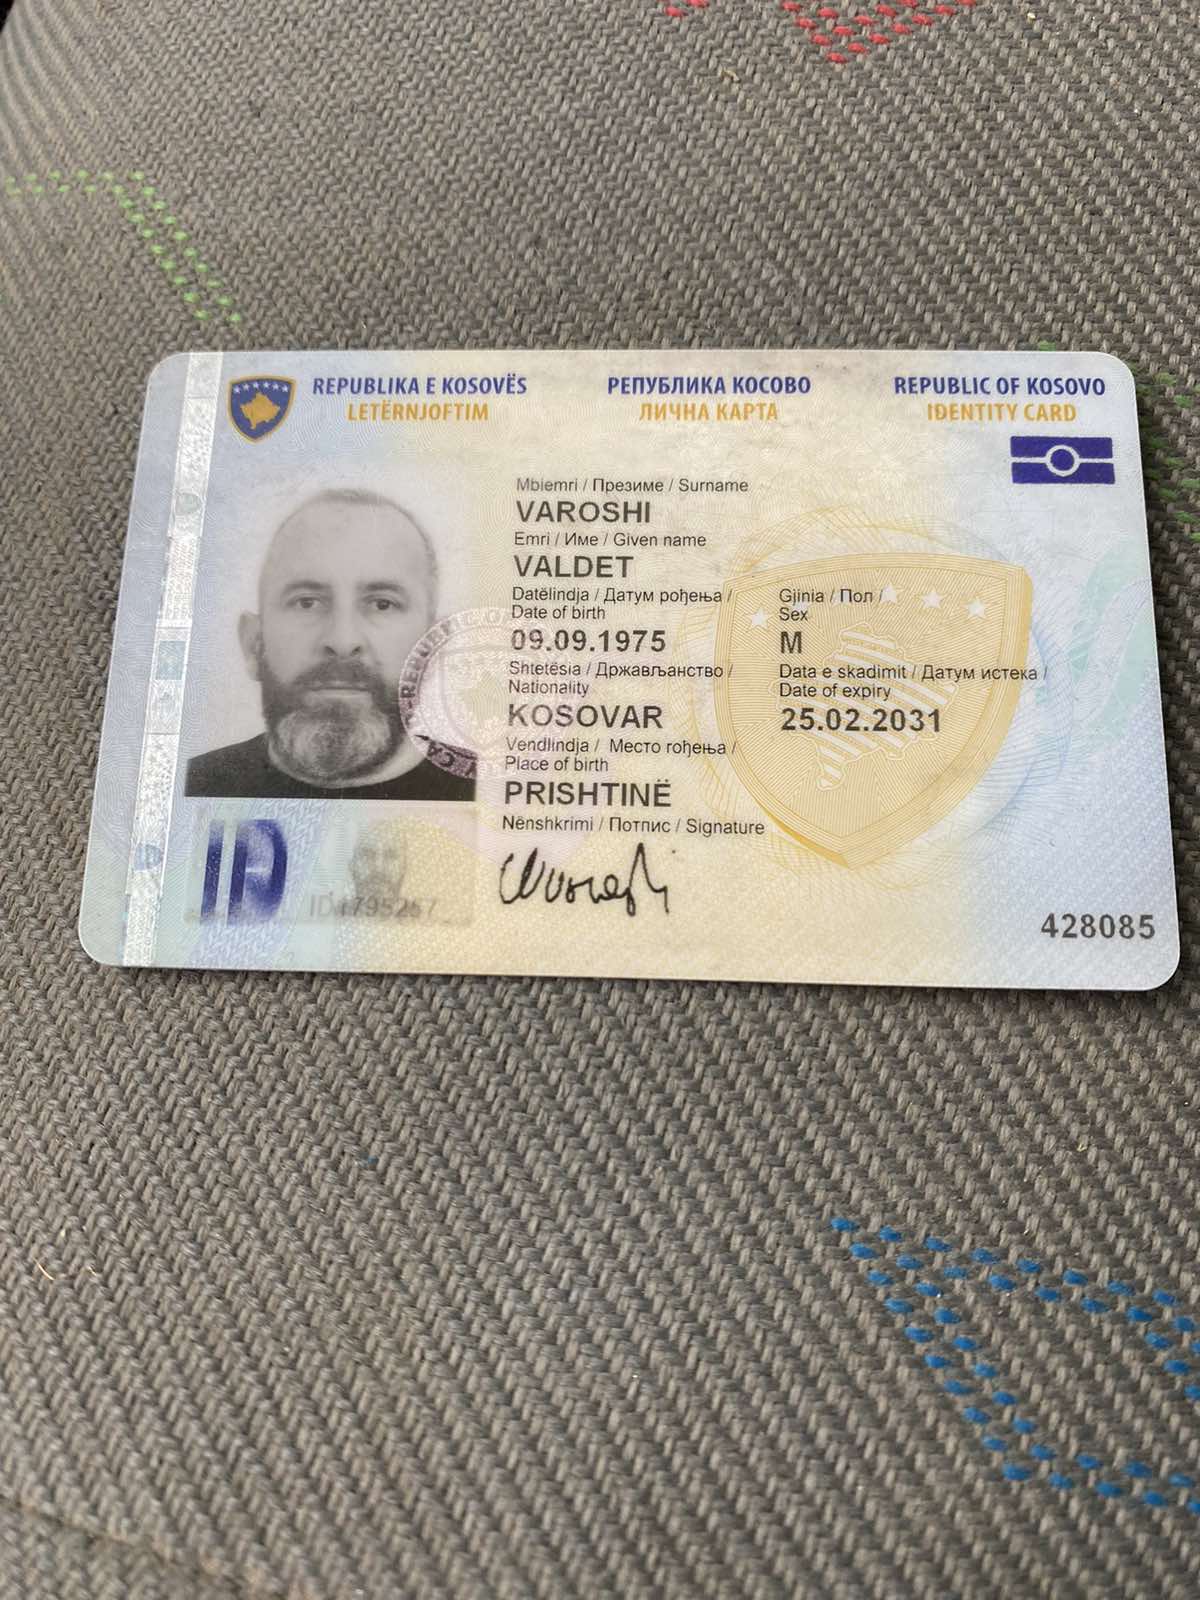 REPUBLIKA E KOSOVËS
LETËRNJOFTIM
РЕПУБЛИКА КОСОВО
ЛИЧНА КАРТА
REPUBLIC OF KOSOVO
IDENTITY CARD
Mbiemri / Презиме / Surname
VAROSHI
Emri / Име / Given name
VALDET
Datëlindja / Датум рођења /
Date of birth
09.09.1975
Gjinia / Пол /
Sex
M
Shtetësia / Држављанство /
Nationality
KOSOVAR
Data e skadimit / Датум истека /
Date of expiry
25.02.2031
Vendlindja / Место рођења /
Place of birth
PRISHTINË
Nënshkrimi / Потпис / Signature
ID
428085